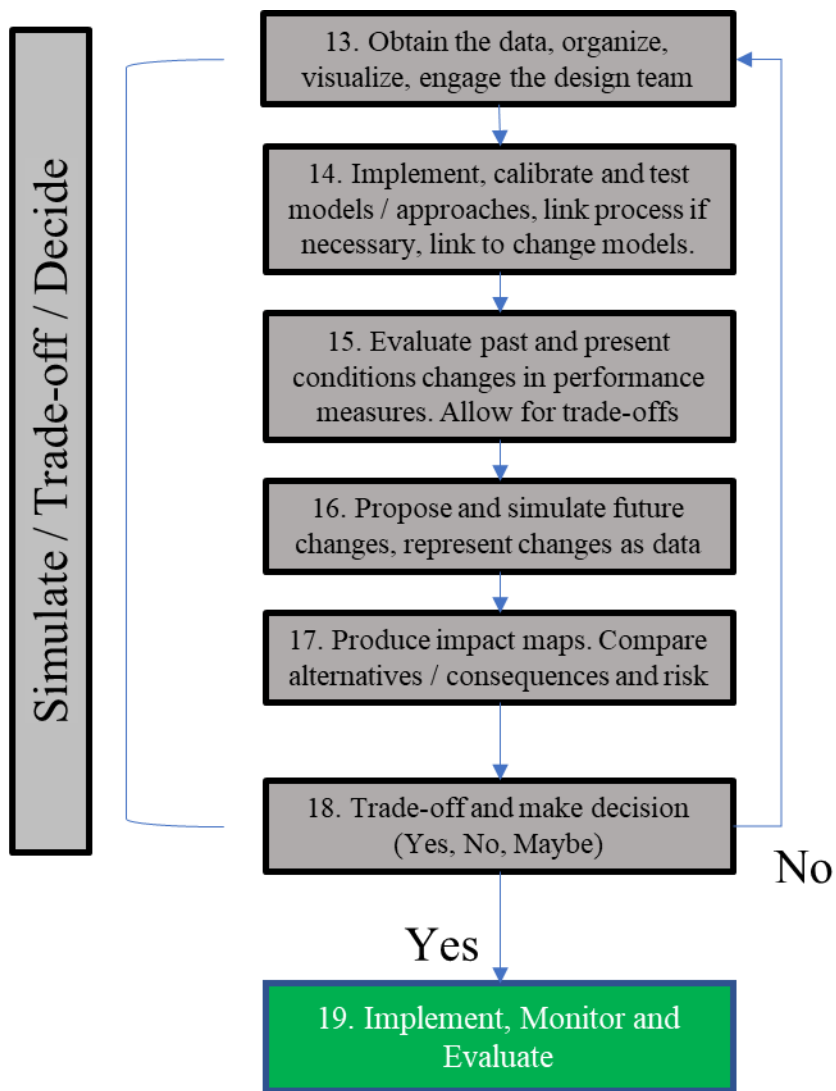 Simulate / Trade-off / Decide
13. Obtain the data, organize,
visualize, engage the design team
14. Implement, calibrate and test
models / approaches, link process if
necessary, link to change models.
15. Evaluate past and present
conditions changes in performance
measures. Allow for trade-offs
16. Propose and simulate future
changes, represent changes as data
17. Produce impact maps. Compare
alternatives / consequences and risk
18. Trade-off and make decision
(Yes, No, Maybe)
No
Yes
19. Implement, Monitor and
Evaluate